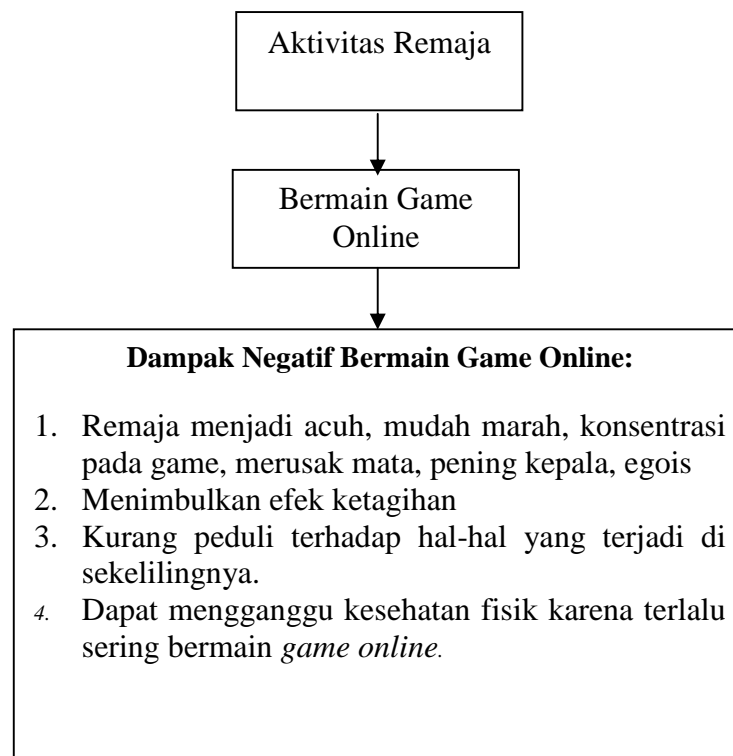 Aktivitas Remaja
Bermain Game
Online
Dampak Negatif Bermain Game Online:
1. Remaja menjadi acuh, mudah marah, konsentrasi
pada game, merusak mata, pening kepala, egois
2. Menimbulkan efek ketagihan
3. Kurang peduli terhadap hal-hal yang terjadi di
sekelilingnya.
4. Dapat mengganggu kesehatan fisik karena terlalu
sering bermain game online.